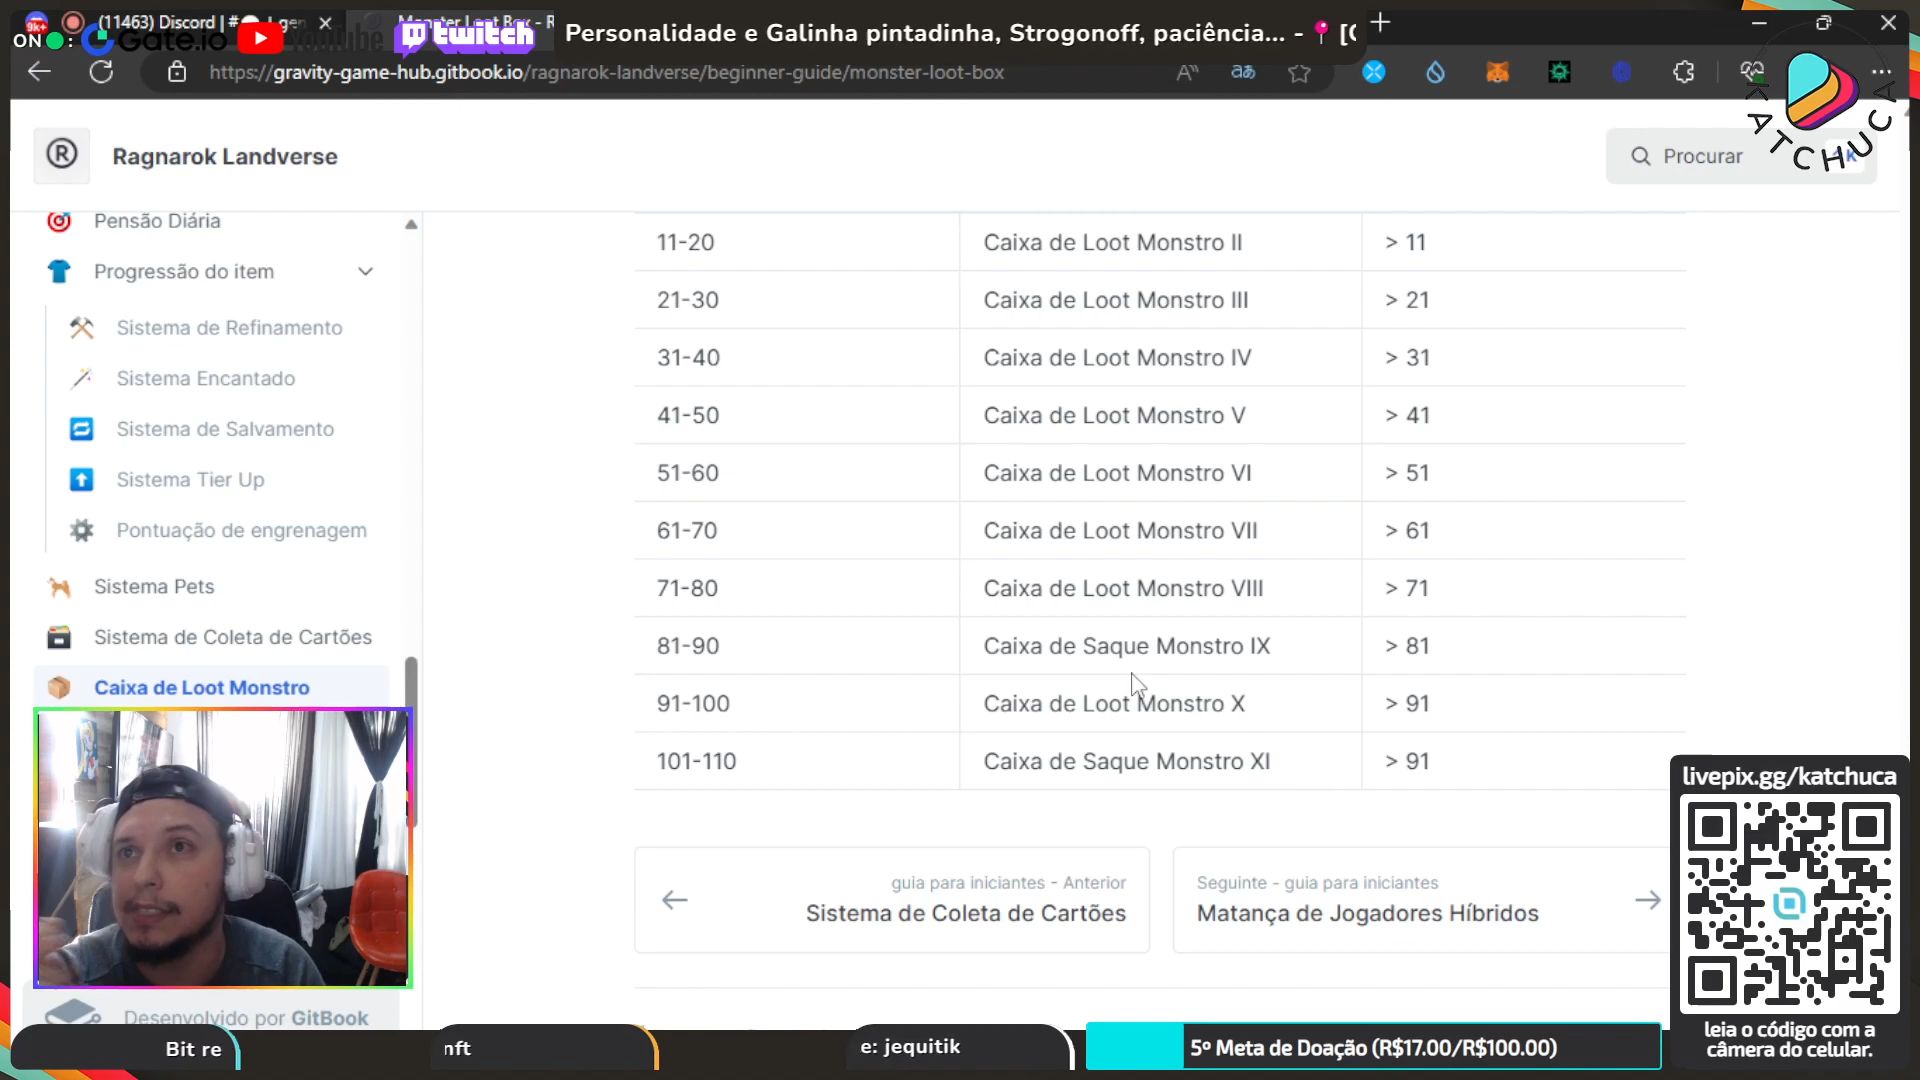 (11463) Discord | #
Monster Loot Box - R
ON :
Gate.io
YouTube
twitch
Personalidade e Galinha pintadinha, Strogonoff, paciência... - [
https://gravity-game-hub.gitbook.io/ragnarok-landverse/beginner-guide/monster-loot-box
KATCHUCA
Ragnarok Landverse
Procurar
Pensão Diária
Progressão do item
Sistema de Refinamento
Sistema Encantado
Sistema de Salvamento
Sistema Tier Up
Pontuação de engrenagem
Sistema Pets
Sistema de Coleta de Cartões
Caixa de Loot Monstro
Desenvolvido por GitBook
11-20 Caixa de Loot Monstro II > 11
21-30 Caixa de Loot Monstro III > 21
31-40 Caixa de Loot Monstro IV > 31
41-50 Caixa de Loot Monstro V > 41
51-60 Caixa de Loot Monstro VI > 51
61-70 Caixa de Loot Monstro VII > 61
71-80 Caixa de Loot Monstro VIII > 71
81-90 Caixa de Saque Monstro IX > 81
91-100 Caixa de Loot Monstro X > 91
101-110 Caixa de Saque Monstro XI > 91
guia para iniciantes - Anterior
Sistema de Coleta de Cartões
Seguinte - guia para iniciantes
Matança de Jogadores Híbridos
livepix.gg/katchuca
leia o código com a
câmera do celular.
Bit re
nft
e: jequitik
5º Meta de Doação (R$17.00/R$100.00)